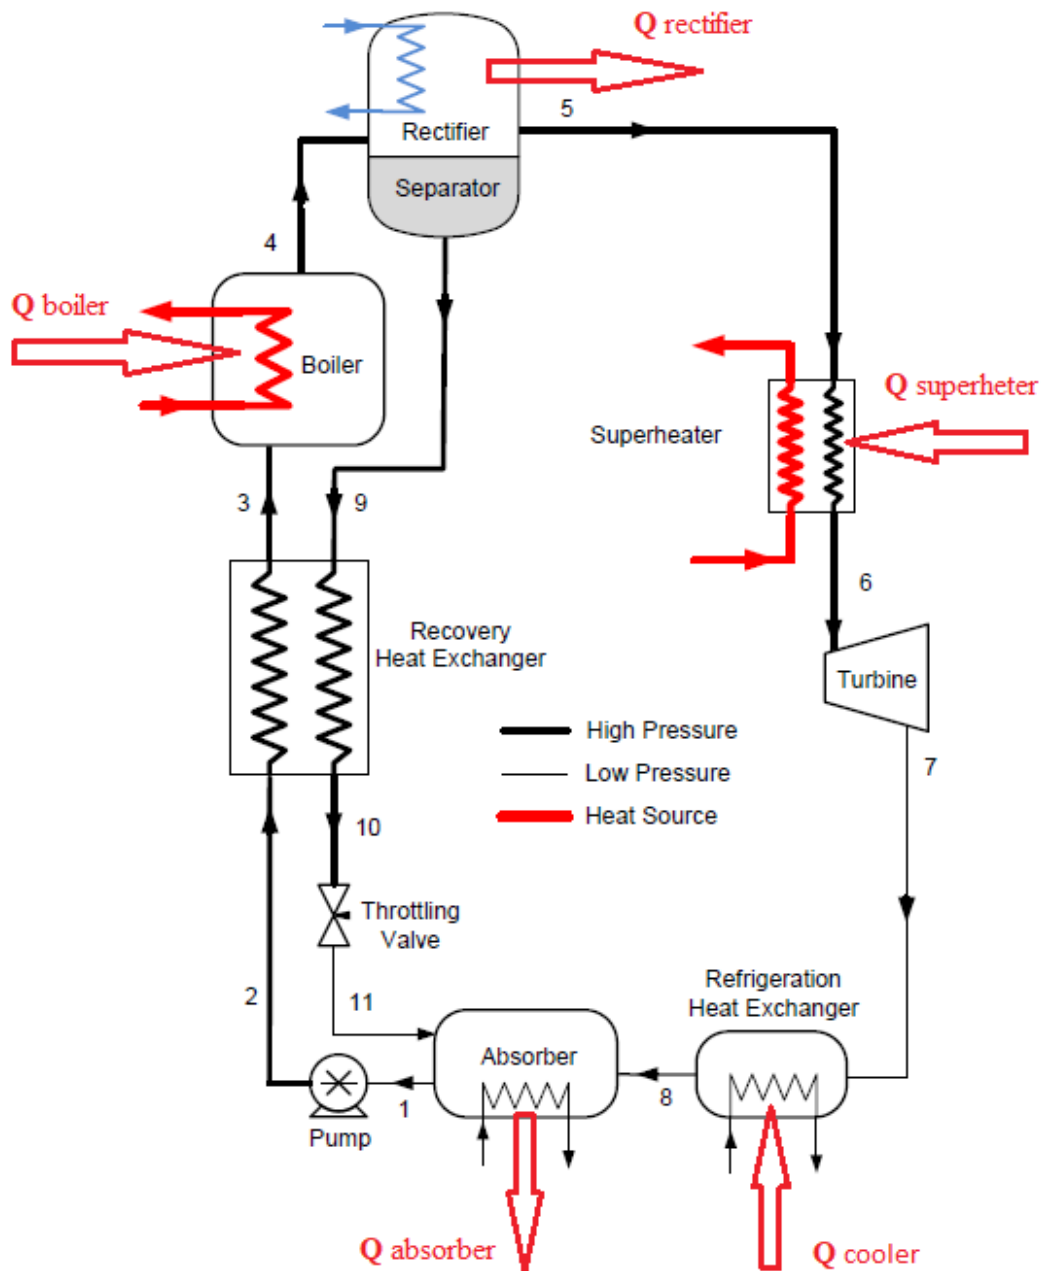 Q rectifier
5
Rectifier
Separator
4
Q boiler
Boiler
Q superheter
Superheater
3
9
6
Recovery
Heat Exchanger
Turbine
High Pressure
Low Pressure
Heat Source
7
10
Throttling
Valve
2
11
Refrigeration
Heat Exchanger
Absorber
1
8
Pump
Q absorber
Q cooler